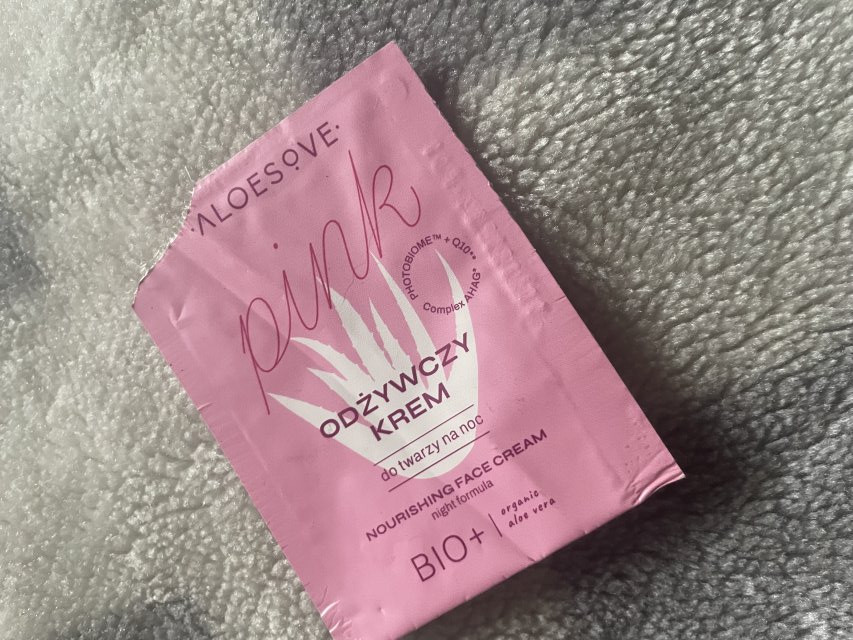 ·ALOESOVE·
pink
PHOTOBIOME™ + Q10**
Complex AHAG*
ODŻYWCZY
KREM
do twarzy na noc
NOURISHING FACE CREAM
night formula
BIO+ | organic
aloe vera